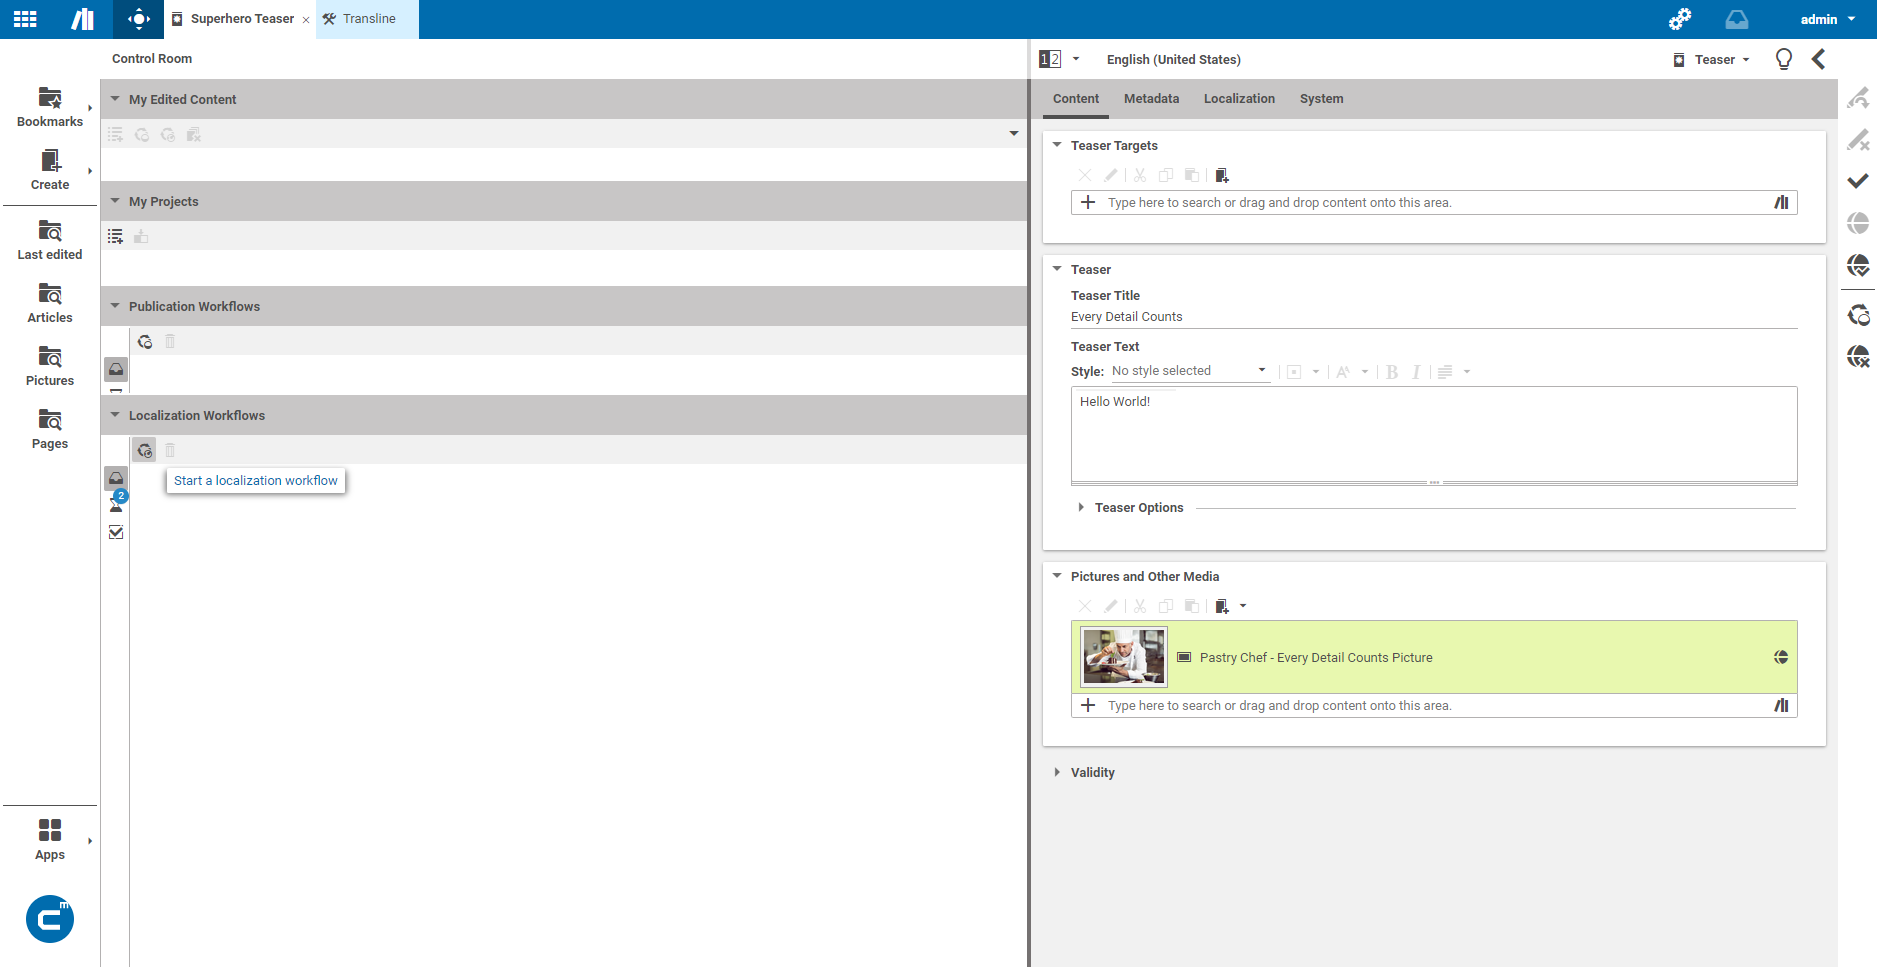 Superhero Teaser
Transline
admin
Control Room
Bookmarks
Create
Last edited
Articles
Pictures
Pages
Apps
My Edited Content
My Projects
Publication Workflows
Localization Workflows
Start a localization workflow
2
12
English (United States)
Teaser
Content Metadata Localization System
Teaser Targets
Type here to search or drag and drop content onto this area.
Teaser
Teaser Title
Every Detail Counts
Teaser Text
Style: No style selected
Hello World!
Teaser Options
Pictures and Other Media
Pastry Chef - Every Detail Counts Picture
Type here to search or drag and drop content onto this area.
Validity